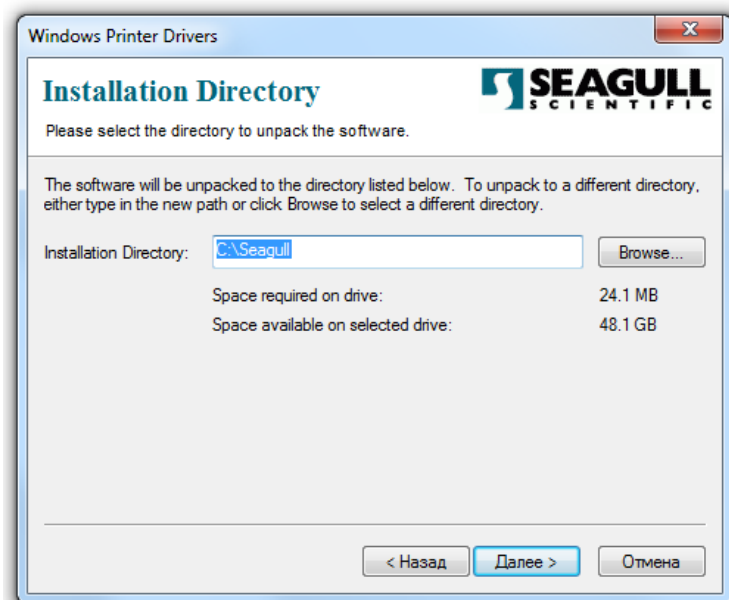 Windows Printer Drivers
Installation Directory
SEAGULL
SCIENTIFIC
Please select the directory to unpack the software.
The software will be unpacked to the directory listed below.  To unpack to a different directory,
either type in the new path or click Browse to select a different directory.
Installation Directory: C:\Seagull Browse...
Space required on drive: 24.1 MB
Space available on selected drive: 48.1 GB
< Назад Далее > Отмена